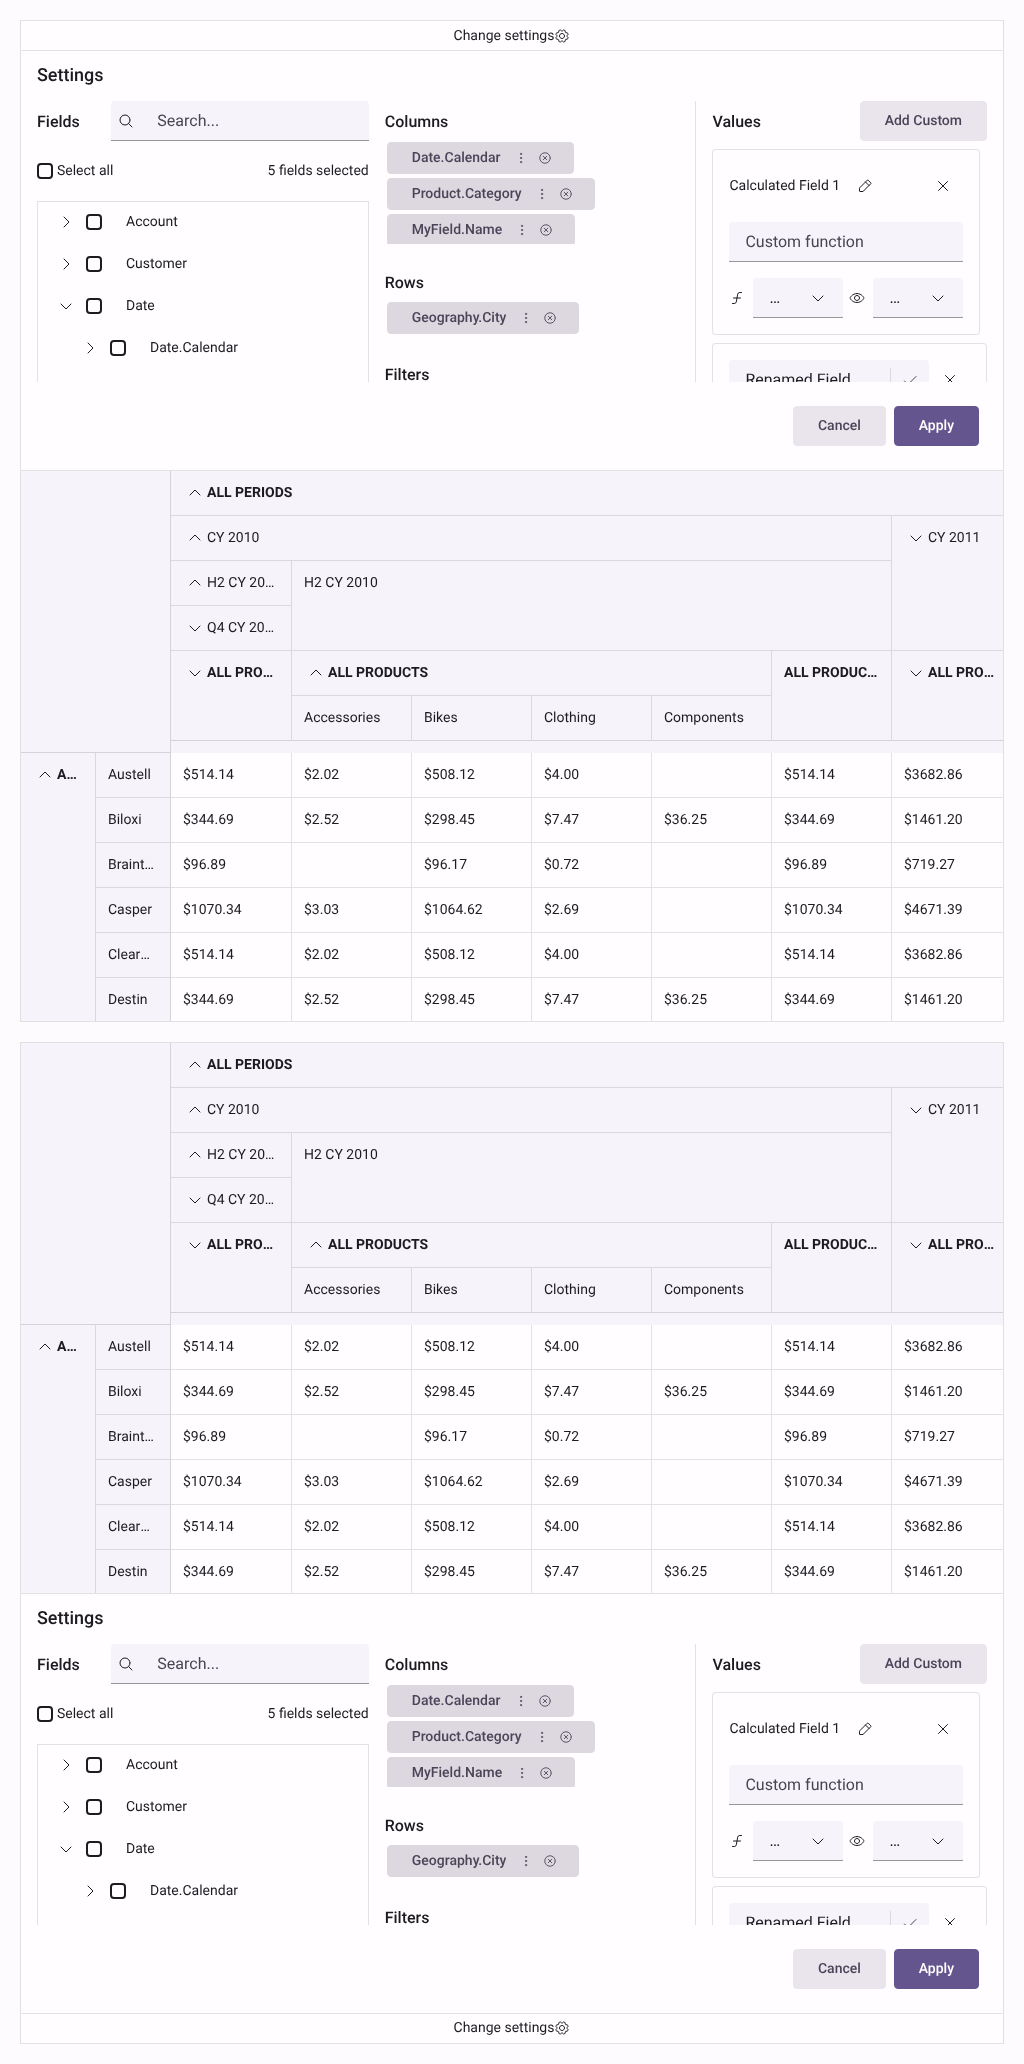 Change settings
Settings
Fields
Search...
Select all
5 fields selected
Account
Customer
Date
Date.Calendar
Columns
Date.Calendar
Product.Category
MyField.Name
Rows
Geography.City
Filters
Values
Add Custom
Calculated Field 1
Custom function
...
...
Renamed Field
Cancel
Apply
ALL PERIODS
CY 2010
CY 2011
H2 CY 20...
H2 CY 2010
Q4 CY 20...
ALL PRO...
ALL PRODUCTS
ALL PRODUC...
ALL PRO...
Accessories
Bikes
Clothing
Components
A...
Austell $514.14 $2.02 $508.12 $4.00 $514.14 $3682.86
Biloxi $344.69 $2.52 $298.45 $7.47 $36.25 $344.69 $1461.20
Braint... $96.89 $96.17 $0.72 $96.89 $719.27
Casper $1070.34 $3.03 $1064.62 $2.69 $1070.34 $4671.39
Clear... $514.14 $2.02 $508.12 $4.00 $514.14 $3682.86
Destin $344.69 $2.52 $298.45 $7.47 $36.25 $344.69 $1461.20
ALL PERIODS
CY 2010
CY 2011
H2 CY 20...
H2 CY 2010
Q4 CY 20...
ALL PRO...
ALL PRODUCTS
ALL PRODUC...
ALL PRO...
Accessories
Bikes
Clothing
Components
A...
Austell $514.14 $2.02 $508.12 $4.00 $514.14 $3682.86
Biloxi $344.69 $2.52 $298.45 $7.47 $36.25 $344.69 $1461.20
Braint... $96.89 $96.17 $0.72 $96.89 $719.27
Casper $1070.34 $3.03 $1064.62 $2.69 $1070.34 $4671.39
Clear... $514.14 $2.02 $508.12 $4.00 $514.14 $3682.86
Destin $344.69 $2.52 $298.45 $7.47 $36.25 $344.69 $1461.20
Settings
Fields
Search...
Select all
5 fields selected
Account
Customer
Date
Date.Calendar
Columns
Date.Calendar
Product.Category
MyField.Name
Rows
Geography.City
Filters
Values
Add Custom
Calculated Field 1
Custom function
...
...
Renamed Field
Cancel
Apply
Change settings